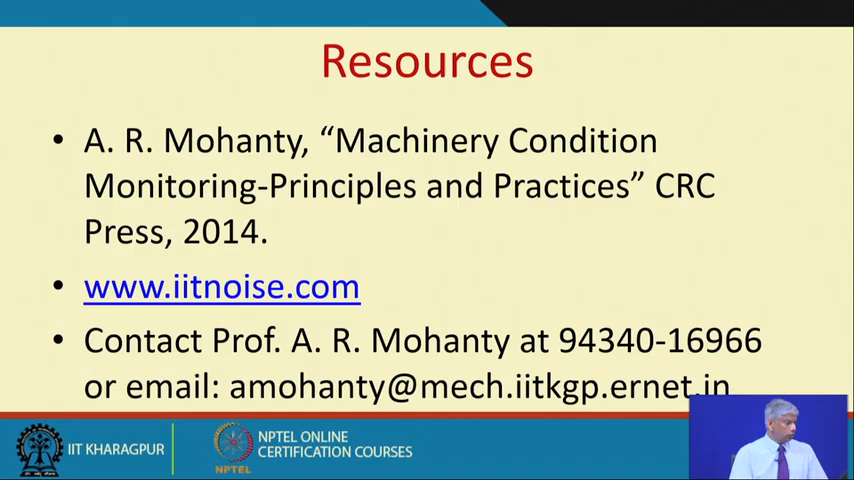 Resources
• A. R. Mohanty, “Machinery Condition
Monitoring-Principles and Practices” CRC
Press, 2014.
• www.iitnoise.com
• Contact Prof. A. R. Mohanty at 94340-16966
or email: amohanty@mech.iitkgp.ernet.in
IIT KHARAGPUR
NPTEL
NPTEL ONLINE
CERTIFICATION COURSES